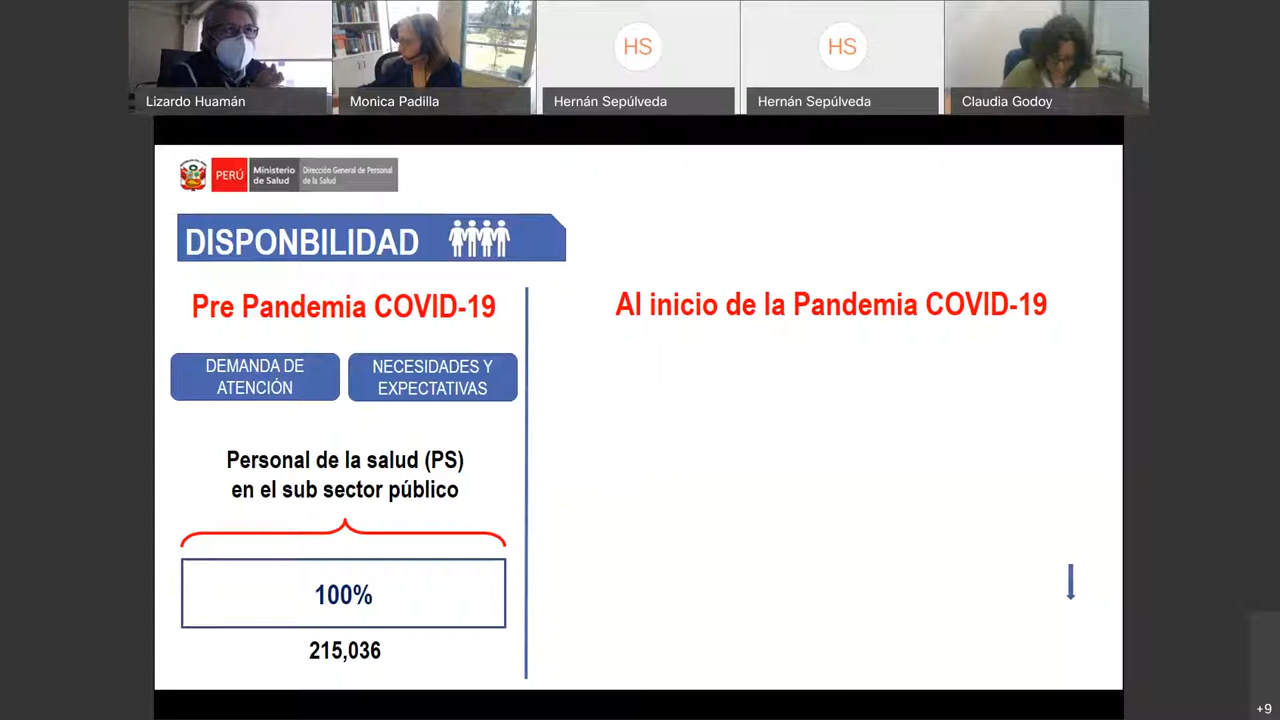 HS
HS
Lizardo Huamán
Monica Padilla
Hernán Sepúlveda
Hernán Sepúlveda
Claudia Godoy
PERÚ
Ministerio
de Salud
Dirección General de Personal
de la Salud
DISPONBILIDAD
Pre Pandemia COVID-19
Al inicio de la Pandemia COVID-19
DEMANDA DE
ATENCIÓN
NECESIDADES Y
EXPECTATIVAS
Personal de la salud (PS)
en el sub sector público
100%
215,036
+9